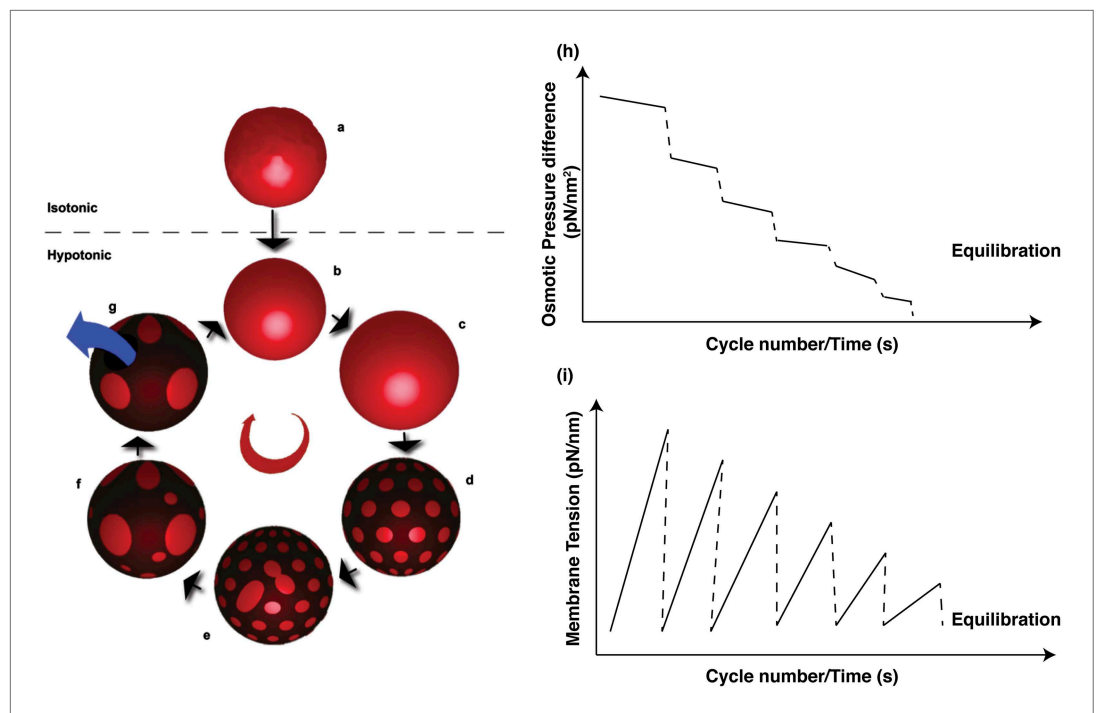 a
Isotonic
Hypotonic
b
g
c
d
f
e
(h)
Osmotic Pressure difference
(pN/nm²)
Equilibration
Cycle number/Time (s)
(i)
Membrane Tension (pN/nm)
Equilibration
Cycle number/Time (s)